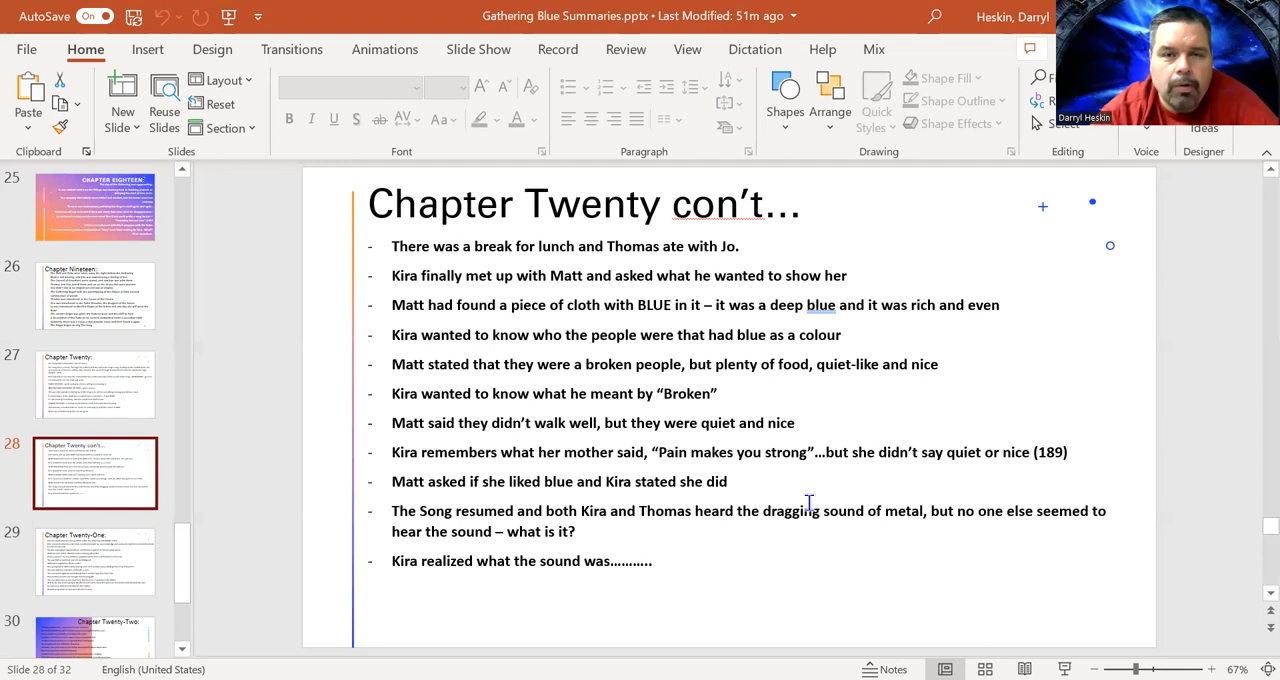 AutoSave On Gathering Blue Summaries.pptx • Last Modified: 51m ago Heskin, Darryl
File Home Insert Design Transitions Animations Slide Show Record Review View Dictation Help Mix
Paste New Slide Reuse Slides Layout Reset Section B I U S ab AV Aa A Shapes Arrange Quick Styles Shape Fill Shape Outline Shape Effects Select Ideas
Clipboard Slides Font Paragraph Drawing Editing Voice Designer
Darryl Heskin
25
CHAPTER EIGHTEEN:
26
Chapter Nineteen:
27
Chapter Twenty:
28
Chapter Twenty con't...
29
Chapter Twenty-One:
30
Chapter Twenty-Two:
Chapter Twenty con't...
- There was a break for lunch and Thomas ate with Jo.
- Kira finally met with Matt and asked what he wanted to show her
- Matt had found a piece of cloth with BLUE in it – it was deep and it was rich and even
- Kira wanted to know who the people were that had blue as a colour
- Matt stated they were a broken people, but plenty of food, quiet-like and nice
- Kira wanted to know what he meant by "Broken"
- Matt said they didn't walk well, but they were quiet and nice
- Kira remembers what her mother said, "Pain makes you strong"...but she didn't say quiet or nice (189)
- Matt asked if she liked blue and Kira stated she did
- The Song resumed and both Kira and Thomas heard the dragging sound of metal, but no one else seemed to
hear the sound – what is it?
- Kira realized what the sound was...........
Slide 28 of 32 English (United States) Notes 67%